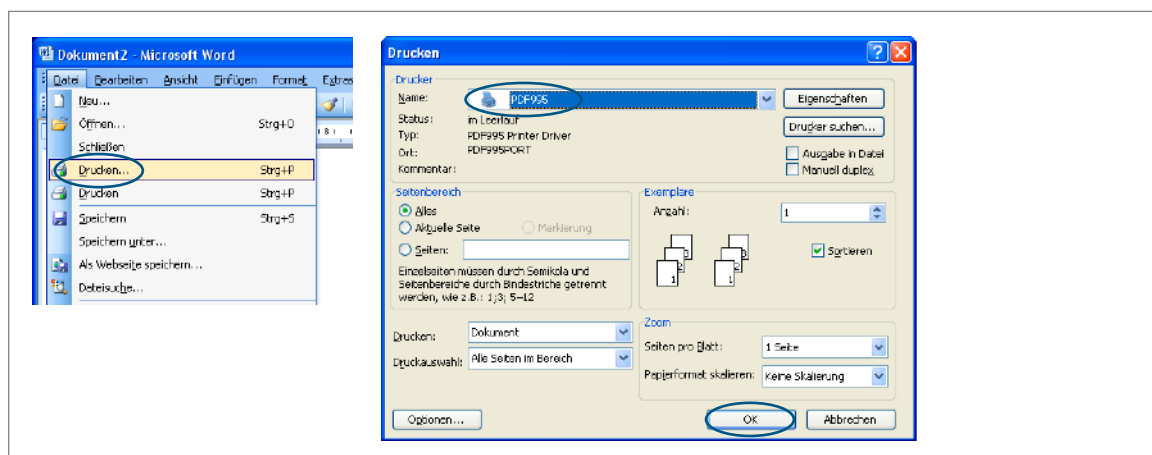 Dokument2 - Microsoft Word
Datei Bearbeiten Ansicht Einfügen Format Extras
Neu...
Öffnen... Strg+O
Schließen
Drucken... Strg+P
Drucken Strg+P
Speichern Strg+S
Speichern unter...
Als Webseite speichern...
Dateisuche...
Drucken
Drucker
Name: PDF995 Eigenschaften
Status: im Leerlauf Drucker suchen...
Typ: PDF995 Printer Driver
Ort: PDF995PORT Ausgabe in Datei
Kommentar: Manuell duplex
Seitenbereich
Alles
Aktuelle Seite Markierung
Seiten:
Einzelseiten müssen durch Semikola und
Seitenbereiche durch Bindestriche getrennt
werden, wie z.B.: 1;3; 5–12
Exemplare
Anzahl: 1
Sortieren
Drucken: Dokument
Druckauswahl: Alle Seiten im Bereich
Zoom
Seiten pro Blatt: 1 Seite
Papierformat skalieren: Keine Skalierung
Optionen... OK Abbrechen